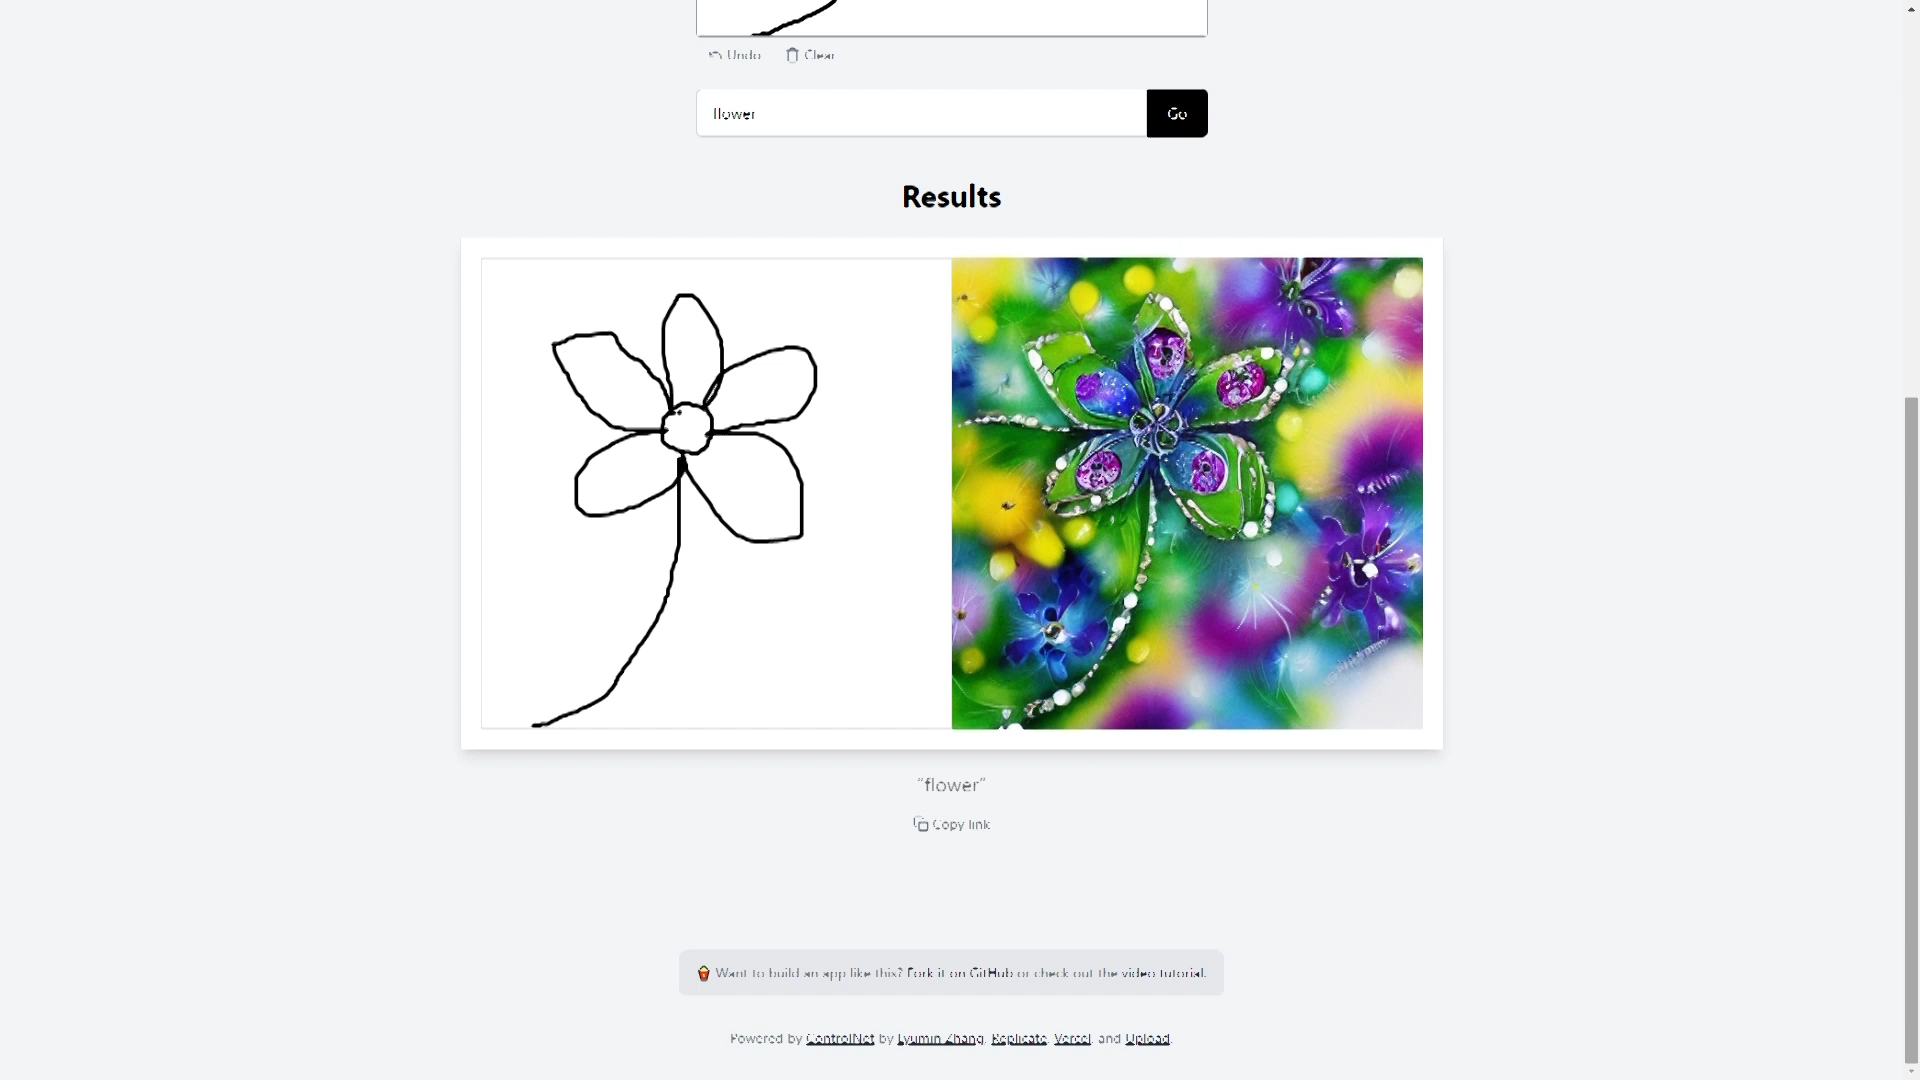 Undo Clear
flower Go
Results
“flower”
Copy link
Want to build an app like this? Fork it on GitHub or check out the video tutorial.
Powered by ControlNet by Lyumin Zhang, Replicate, Vercel, and Upload.